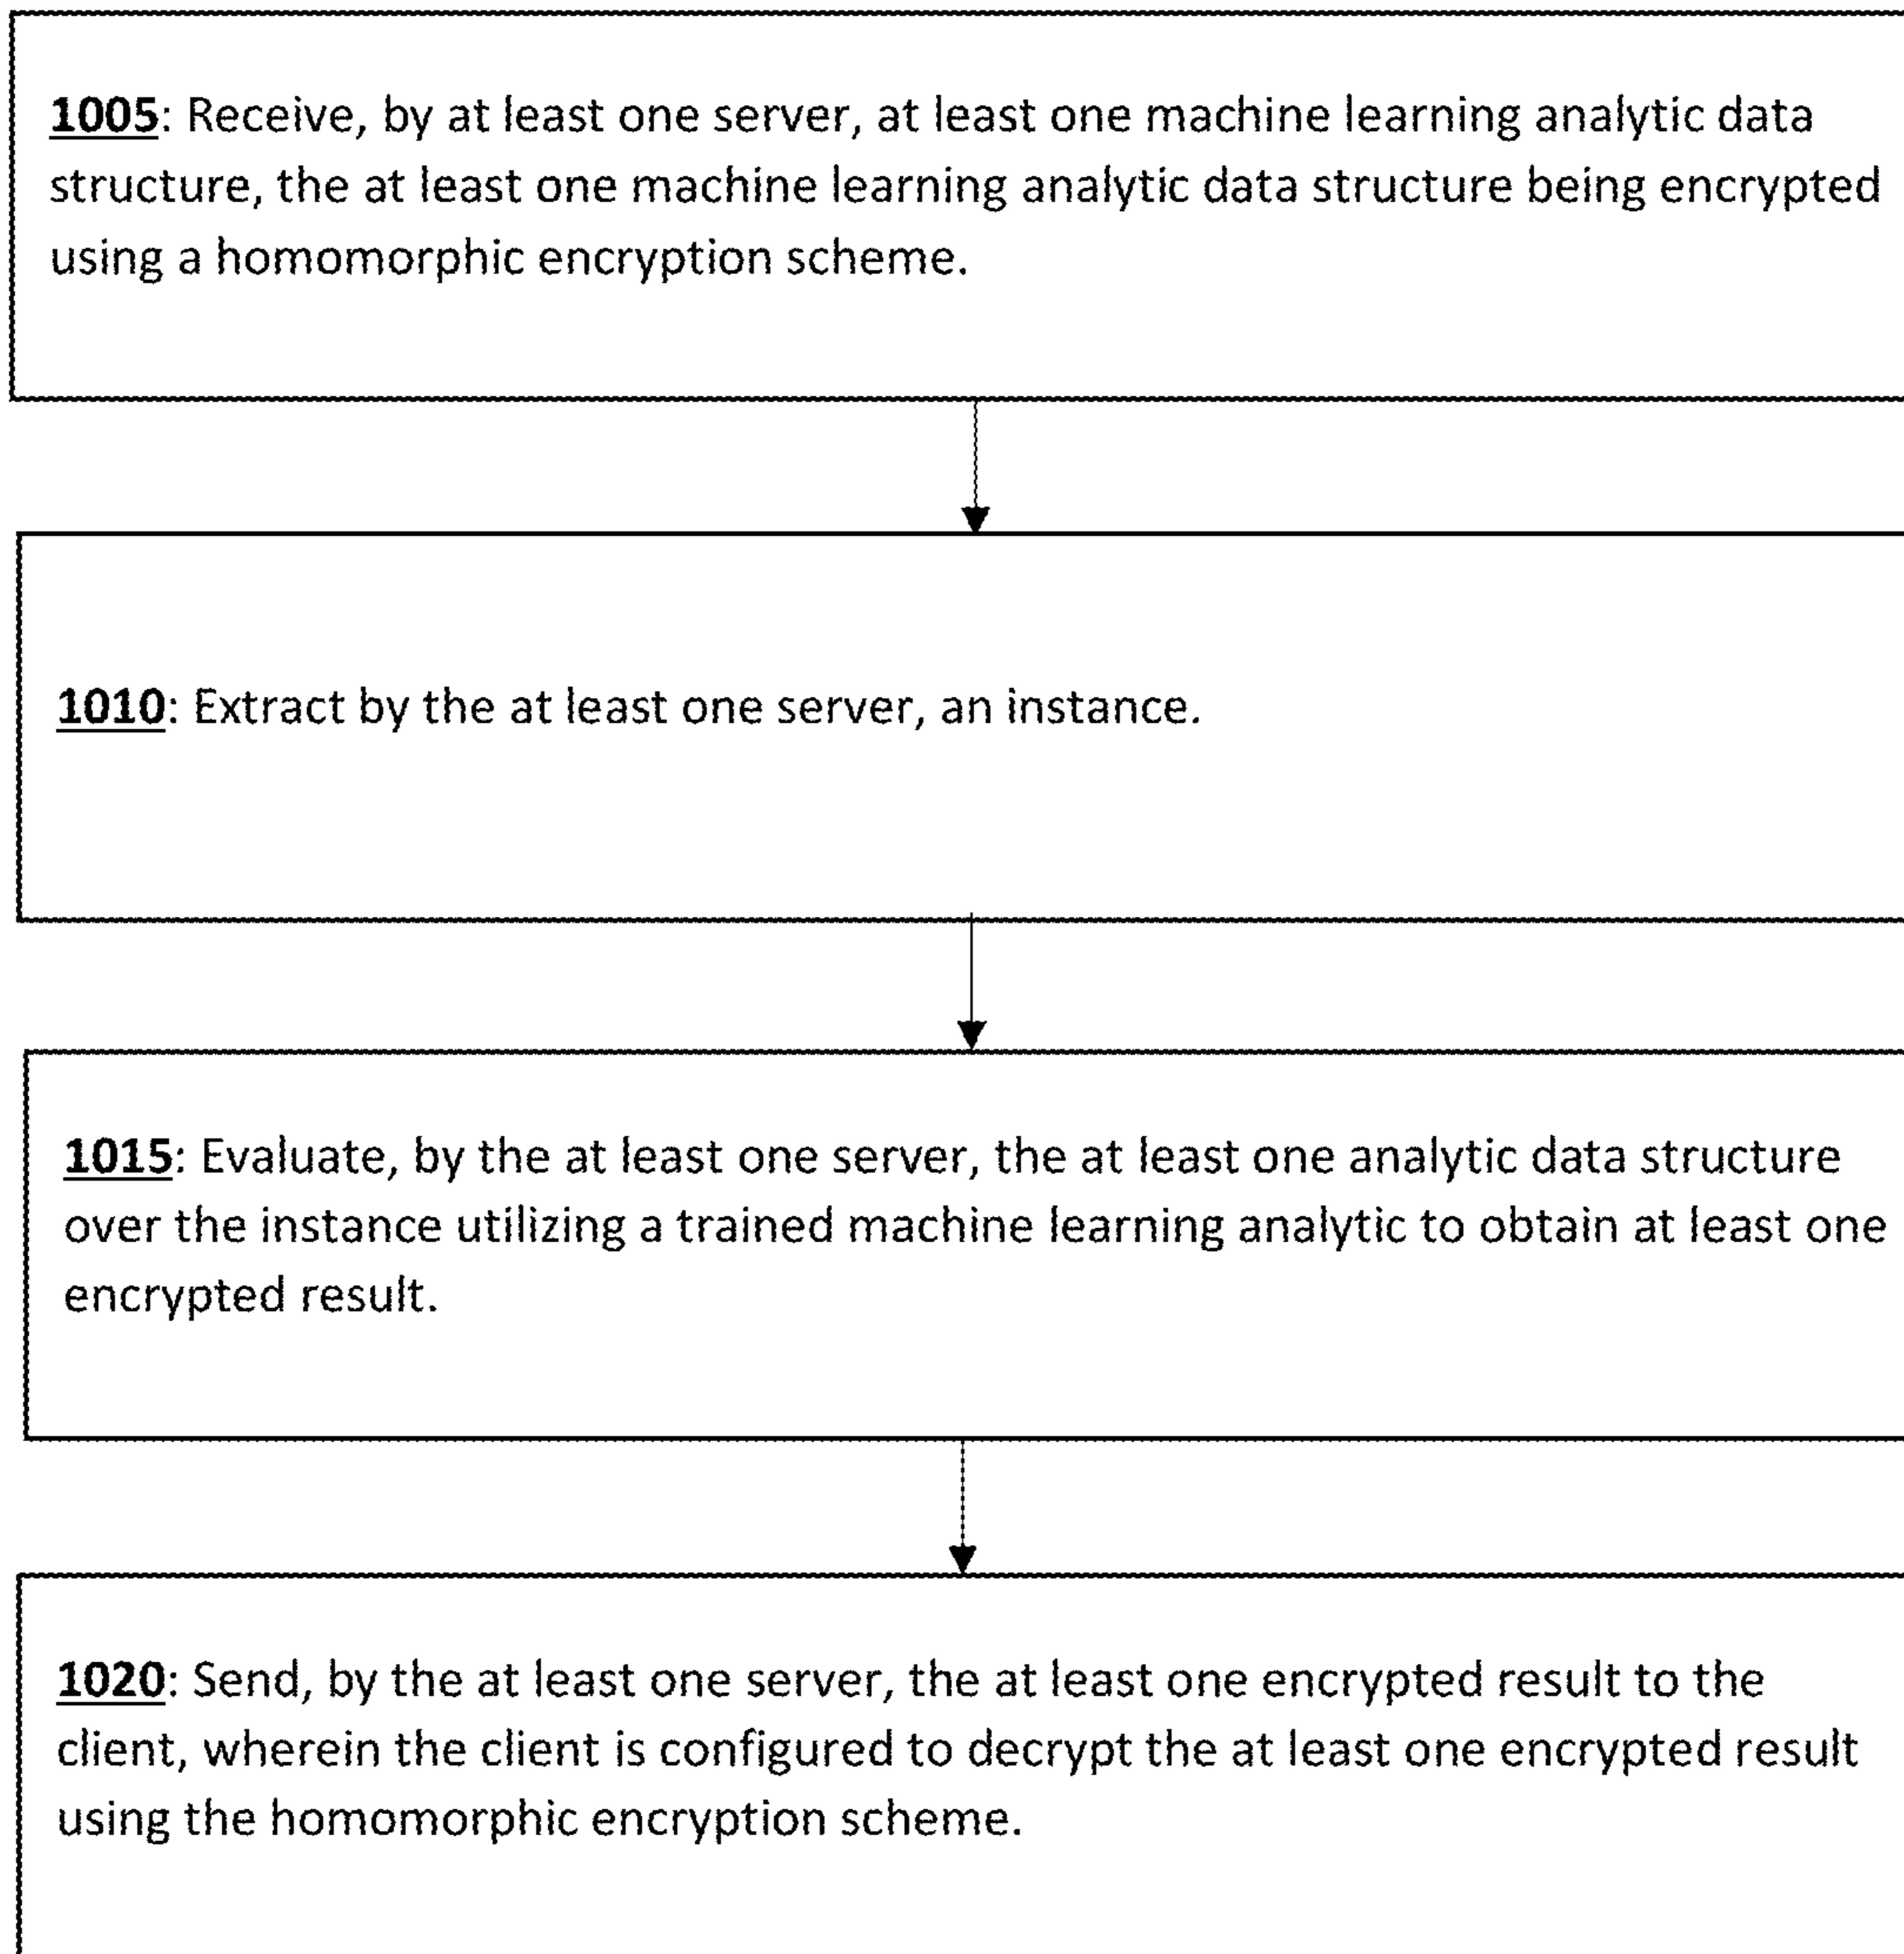 1005: Receive, by at least one server, at least one machine learning analytic data
structure, the at least one machine learning analytic data structure being encrypted
using a homomorphic encryption scheme.
1010: Extract by the at least one server, an instance.
1015: Evaluate, by the at least one server, the at least one analytic data structure
over the instance utilizing a trained machine learning analytic to obtain at least one
encrypted result.
1020: Send, by the at least one server, the at least one encrypted result to the
client, wherein the client is configured to decrypt the at least one encrypted result
using the homomorphic encryption scheme.